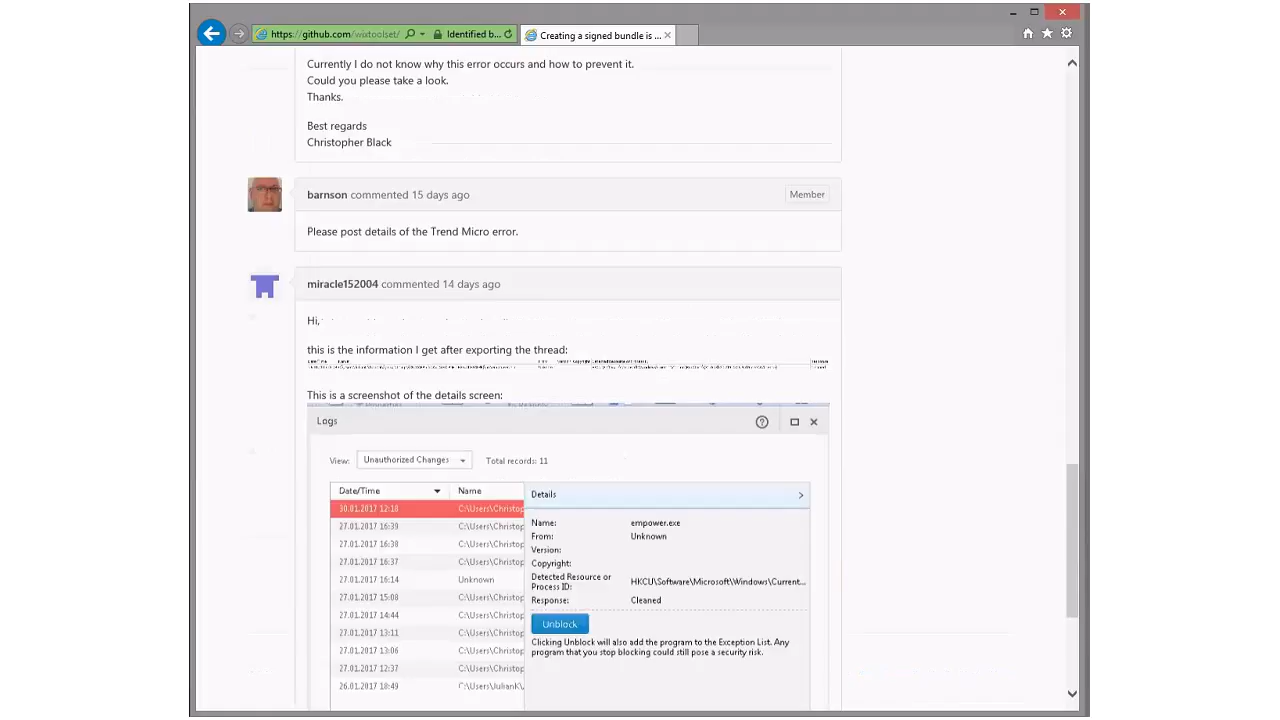 https://github.com/wixtoolset/
Identified b...
Creating a signed bundle is ...
Currently I do not know why this error occurs and how to prevent it.
Could you please take a look.
Thanks.
Best regards
Christopher Black
barnson commented 15 days ago
Member
Please post details of the Trend Micro error.
miracle152004 commented 14 days ago
Hi,
this is the information I get after exporting the thread:
This is a screenshot of the details screen:
Logs
View: Unauthorized Changes Total records: 11
Date/Time Name
30.01.2017 12:18 C:\Users\Christop
27.01.2017 16:39 C:\Users\Christop
27.01.2017 16:38 C:\Users\Christop
27.01.2017 16:37 C:\Users\Christop
27.01.2017 16:14 Unknown
27.01.2017 15:08 C:\Users\Christop
27.01.2017 14:44 C:\Users\Christop
27.01.2017 13:11 C:\Users\Christop
27.01.2017 13:06 C:\Users\Christop
27.01.2017 12:37 C:\Users\Christop
26.01.2017 18:49 C:\Users\JulianK\,
Details
Name: empower.exe
From: Unknown
Version:
Copyright:
Detected Resource or
Process ID:
HKCU\Software\Microsoft\Windows\Current...
Response: Cleaned
Unblock
Clicking Unblock will also add the program to the Exception List. Any
program that you stop blocking could still pose a security risk.